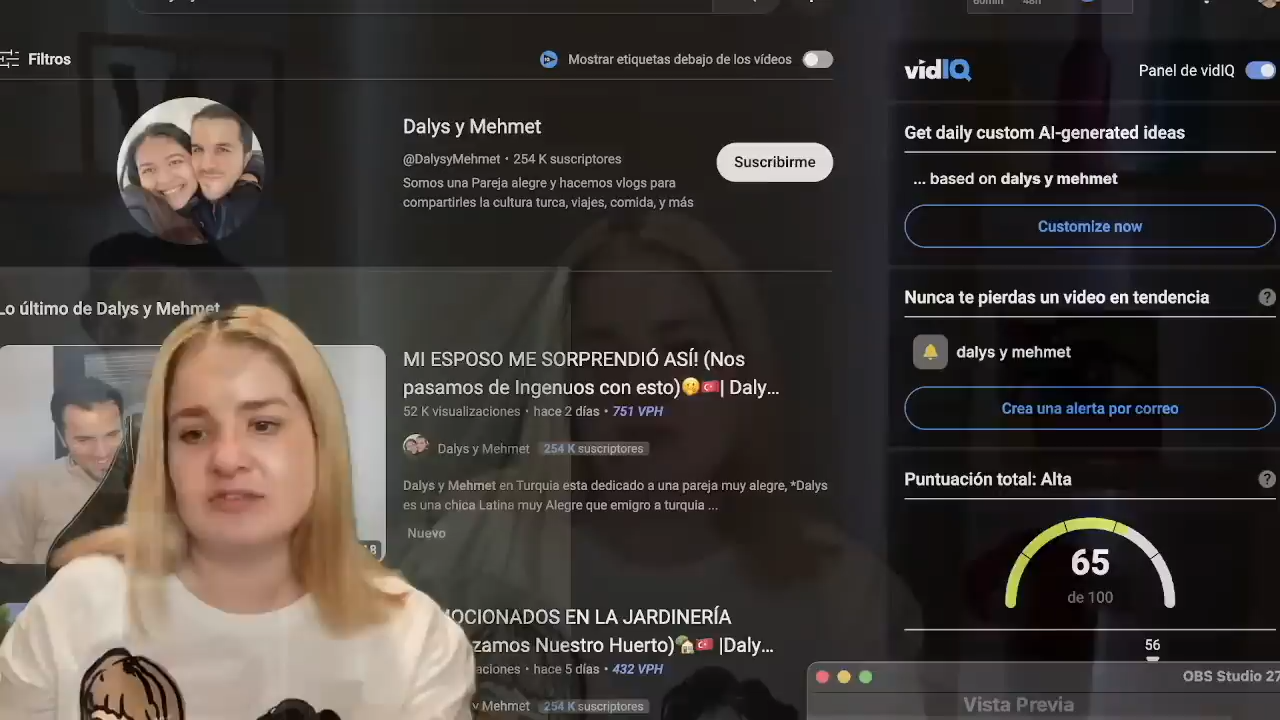 60min 48h
Filtros
Mostrar etiquetas debajo de los vídeos
vidIQ
Panel de vidIQ
Dalys y Mehmet
@DalysyMehmet • 254 K suscriptores
Somos una Pareja alegre y hacemos vlogs para
compartirles la cultura turca, viajes, comida, y más
Suscribirme
Get daily custom AI-generated ideas
... based on dalys y mehmet
Customize now
Lo último de Dalys y Mehmet
MI ESPOSO ME SORPRENDIÓ ASÍ! (Nos
pasamos de Ingenuos con esto)🤭🇹🇷| Daly...
52 K visualizaciones • hace 2 días • 751 VPH
Dalys y Mehmet 254 K suscriptores
Dalys y Mehmet en Turquia esta dedicado a una pareja muy alegre, *Dalys
es una chica Latina muy Alegre que emigro a turquia ...
Nuevo
Nunca te pierdas un video en tendencia
dalys y mehmet
Crea una alerta por correo
Puntuación total: Alta
65
de 100
56
OCIONADOS EN LA JARDINERÍA
zamos Nuestro Huerto)🏡🇹🇷 |Daly...
aciones • hace 5 días • 432 VPH
y Mehmet 254 K suscriptores
OBS Studio 27
Vista Previa